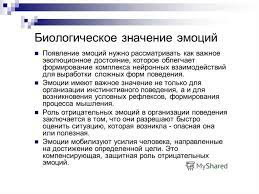 Биологическое значение эмоций
Появление эмоций нужно рассматривать как важное
эволюционное достояние, которое облегчает
формирование комплекса нейронных взаимодействий
для выработки сложных форм поведения.
Эмоции имеют важное значение не только для
организации инстинктивного поведения, а и для
возникновения условных рефлексов, формирования
процесса мышления.
Роль отрицательных эмоций в организации поведения
заключается в том, что они разрешают быстро
оценить ситуацию, которая возникла - опасная она
или полезная.
Эмоции мобилизуют усилия человека, направленные
на достижение определенной цели. Это
компенсирующая, защитная роль отрицательных
эмоций.
MyShared